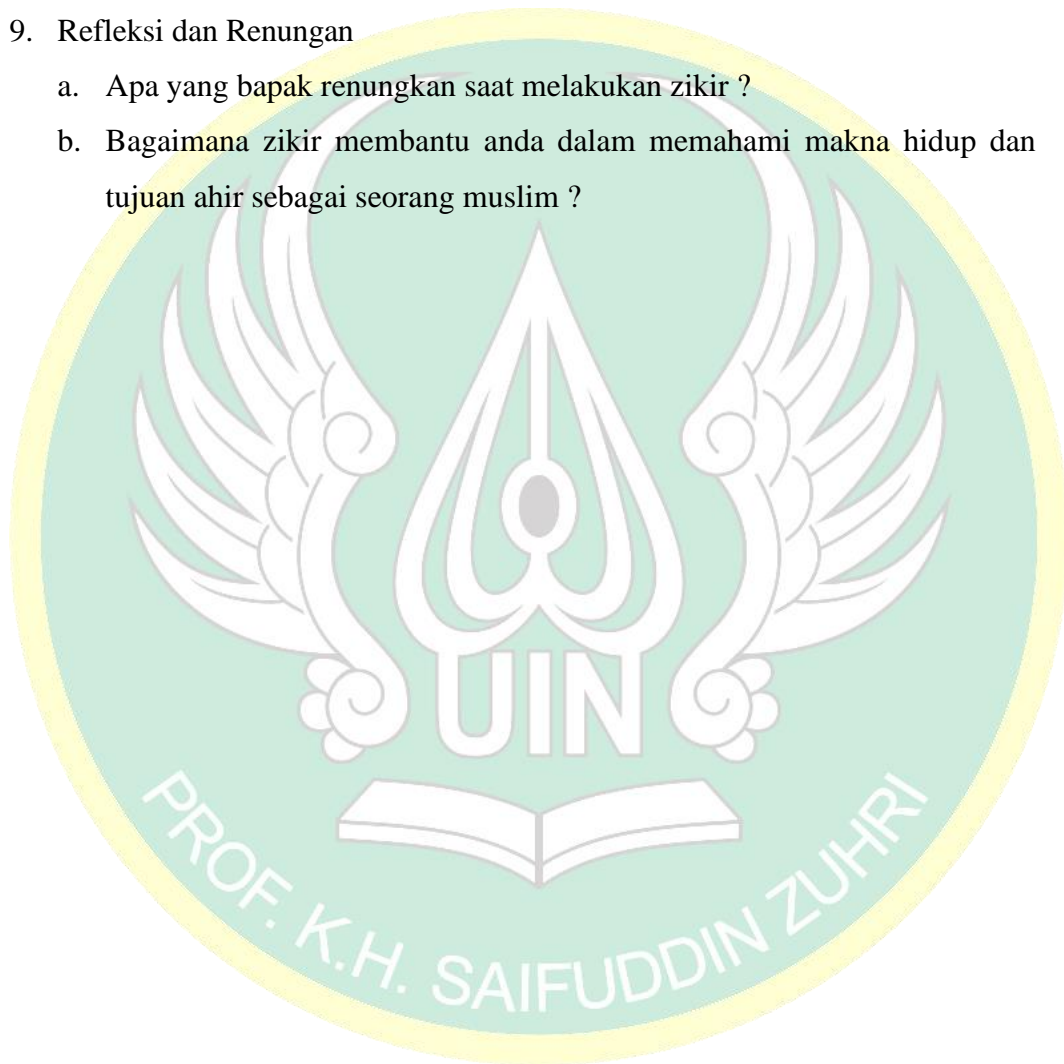 9. Refleksi dan Renungan
a. Apa yang bapak renungkan saat melakukan zikir ?
b. Bagaimana zikir membantu anda dalam memahami makna hidup dan
tujuan ahir sebagai seorang muslim ?
UIN
PROF. K.H. SAIFUDDIN ZUHRI